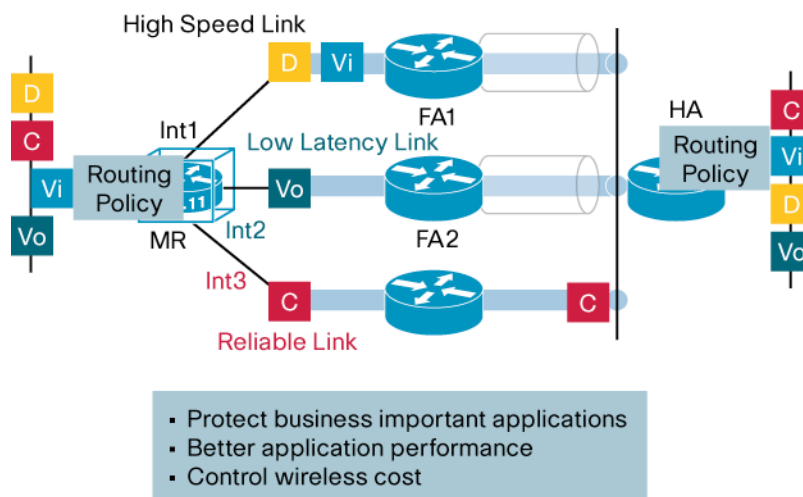 High Speed Link
D
Vi
FA1
D
C
Vi
Vo
Routing
Policy
.11
MR
Int1
Low Latency Link
Vo
Int2
FA2
Int3
C
C
Reliable Link
HA
Routing
Policy
C
Vi
D
Vo
▪ Protect business important applications
▪ Better application performance
▪ Control wireless cost